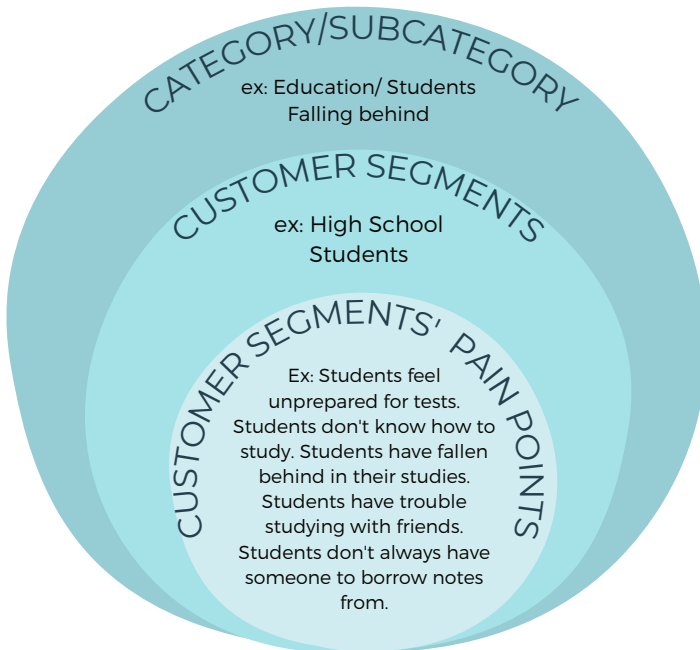 CATEGORY/SUBCATEGORY
ex: Education/ Students
Falling behind
CUSTOMER SEGMENTS
ex: High School
Students
CUSTOMER SEGMENTS' PAIN POINTS
Ex: Students feel
unprepared for tests.
Students don't know how to
study. Students have fallen
behind in their studies.
Students have trouble
studying with friends.
Students don't always have
someone to borrow notes
from.